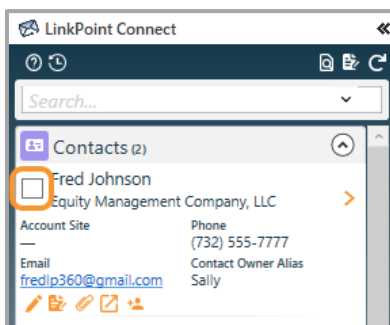 LinkPoint Connect
Search...
Contacts (2)
Fred Johnson
Equity Management Company, LLC
Account Site Phone
— (732) 555-7777
Email Contact Owner Alias
fredlp360@gmail.com Sally